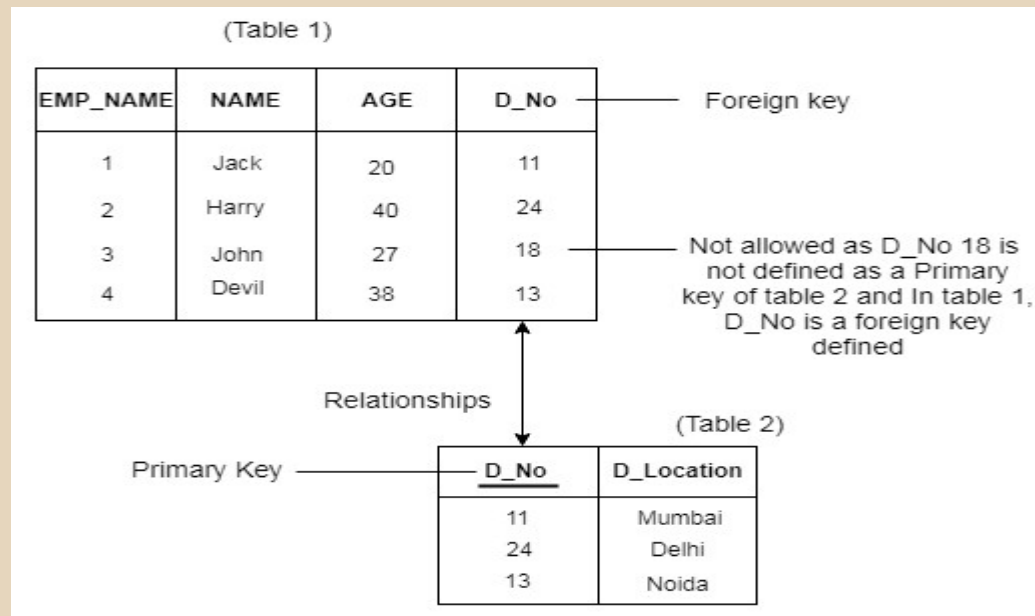 (Table 1)
EMP_NAME NAME AGE D_No Foreign key
1 Jack 20 11
2 Harry 40 24
3 John 27 18
4 Devil 38 13
Not allowed as D_No 18 is
not defined as a Primary
key of table 2 and In table 1,
D_No is a foreign key
defined
Relationships
(Table 2)
Primary Key D_No D_Location
11 Mumbai
24 Delhi
13 Noida